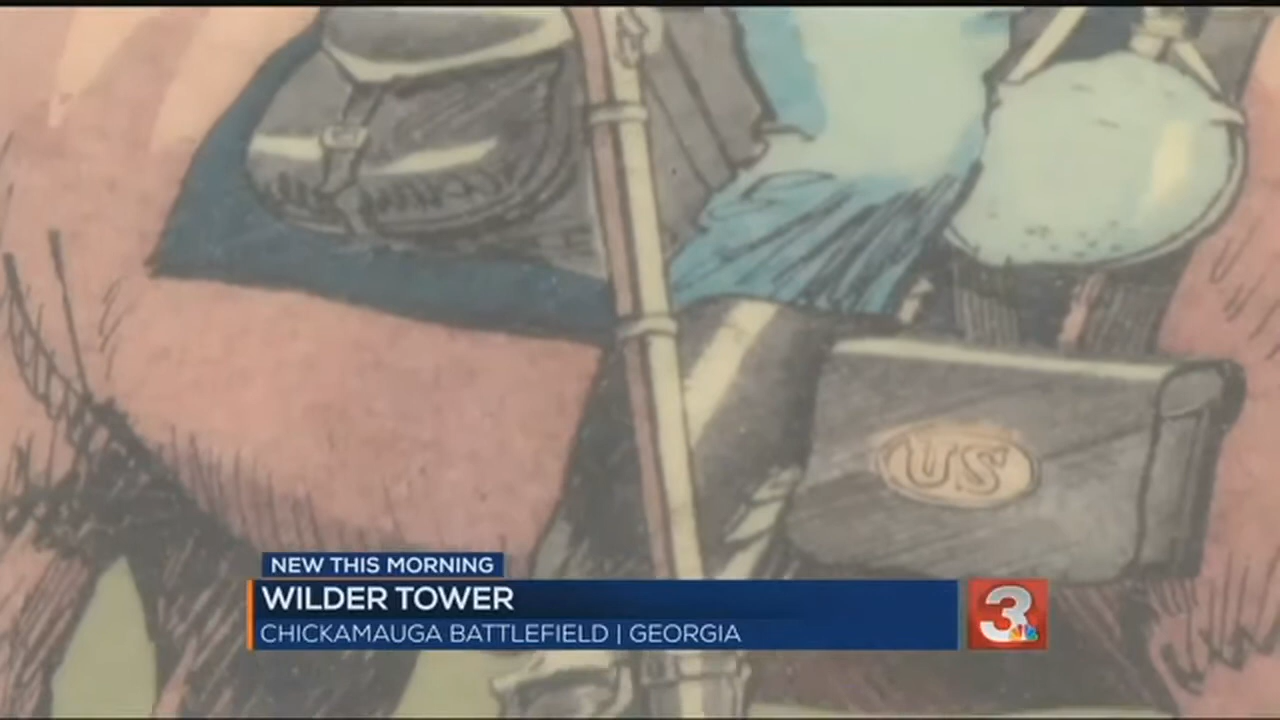 US
NEW THIS MORNING
WILDER TOWER
CHICKAMAUGA BATTLEFIELD | GEORGIA
3